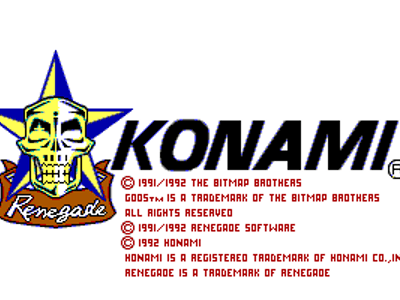 KONAMI ®
Renegade
© 1991/1992 THE BITMAP BROTHERS
GODS™ IS A TRADEMARK OF THE BITMAP BROTHERS
ALL RIGHTS RESERVED
© 1991/1992 RENEGADE SOFTWARE
© 1992 KONAMI
KONAMI IS A REGISTERED TRADEMARK OF KONAMI CO.,IN
RENEGADE IS A TRADEMARK OF RENEGADE